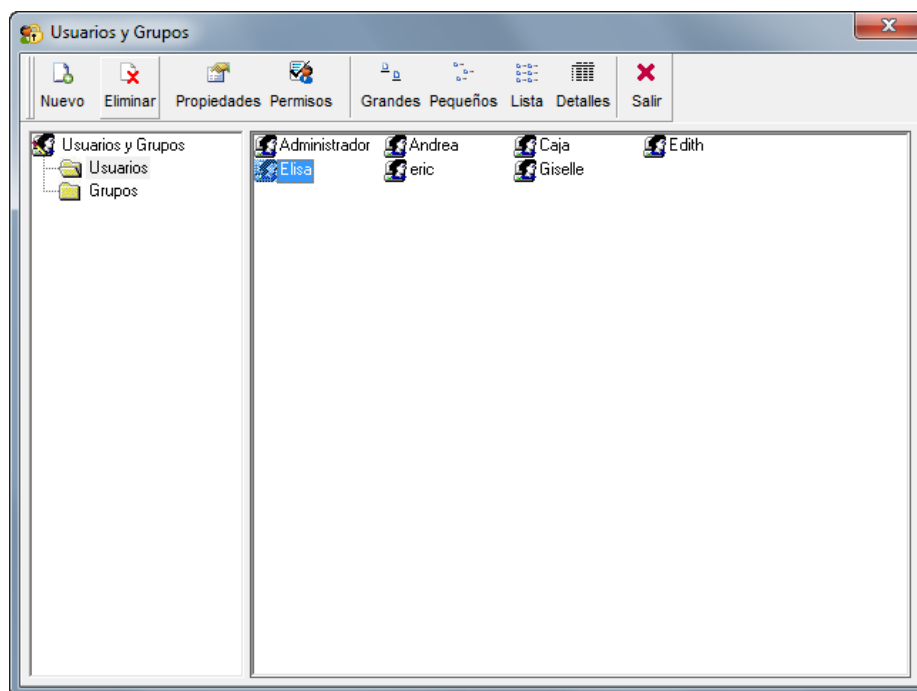 Usuarios y Grupos
Nuevo Eliminar Propiedades Permisos Grandes Pequeños Lista Detalles Salir
Usuarios y Grupos
Usuarios
Grupos
Administrador Andrea Caja Edith
Elisa eric Giselle